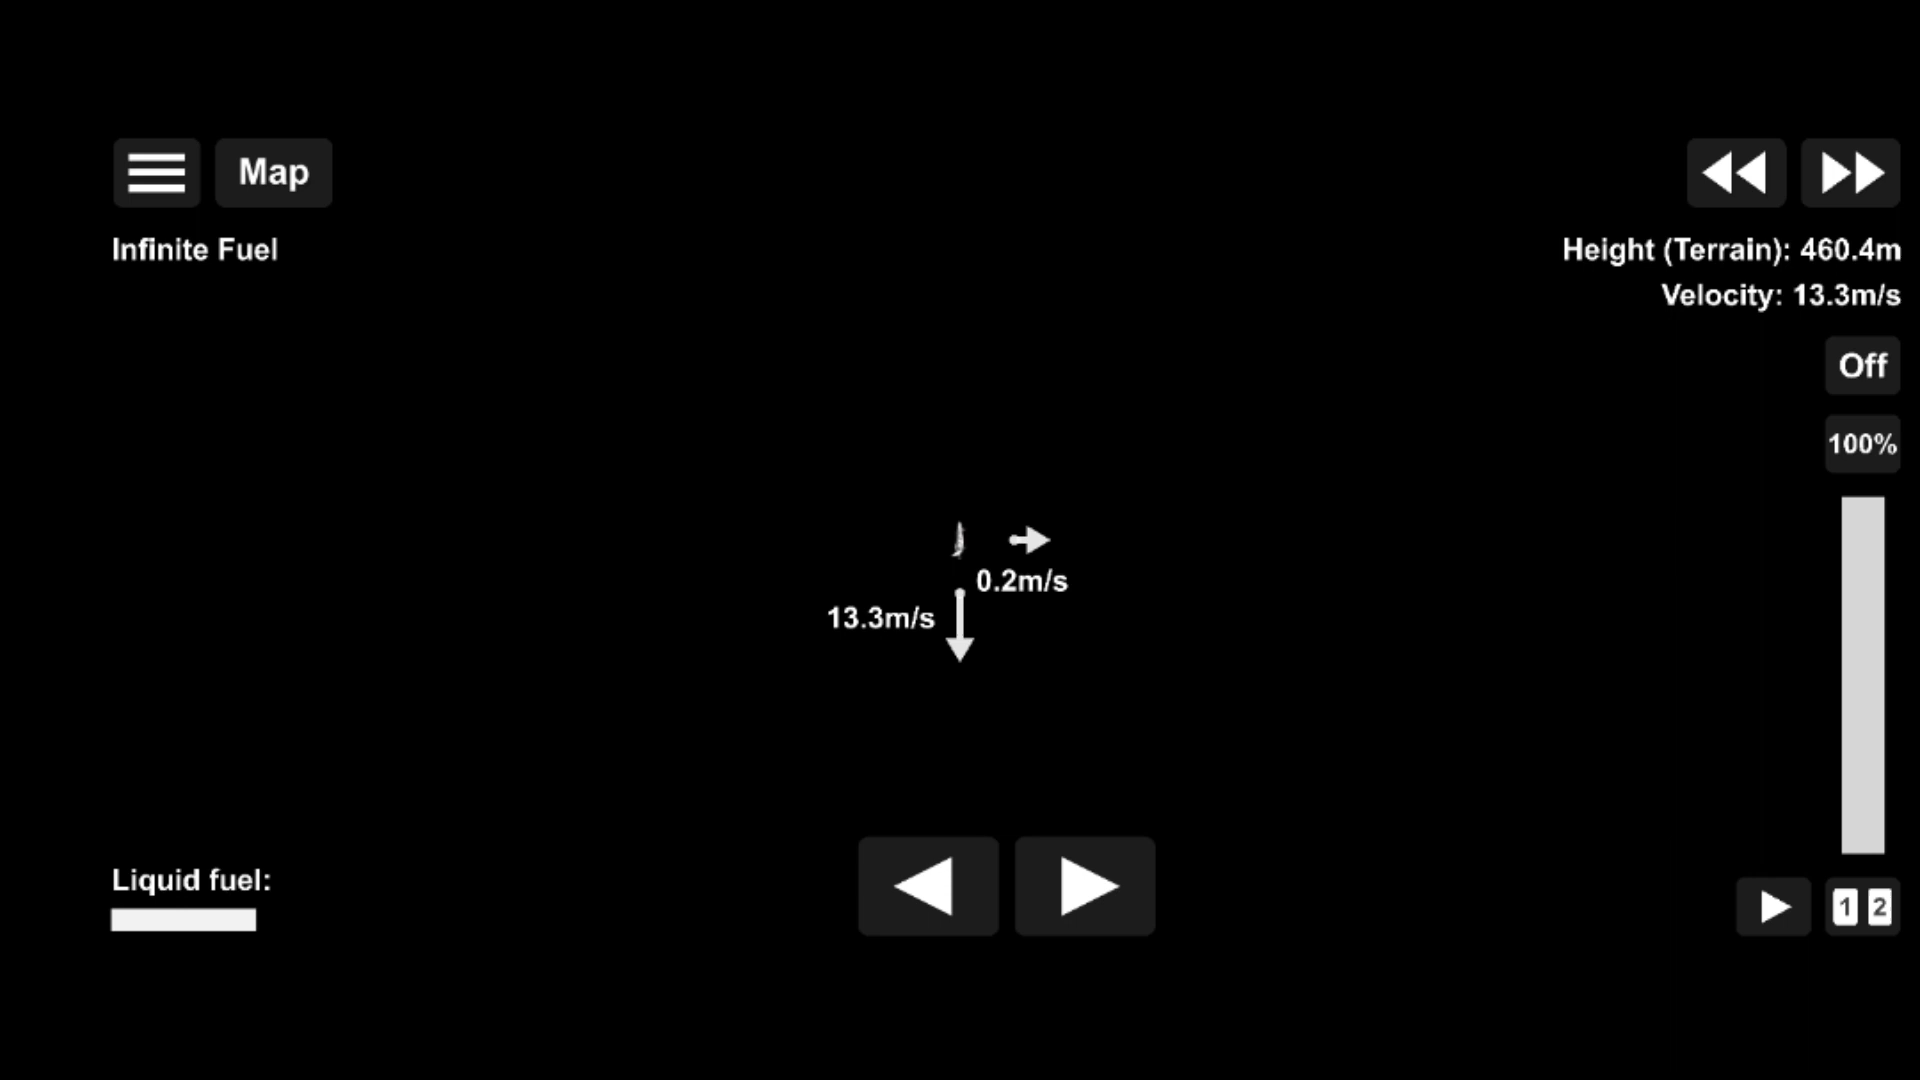 Map
Infinite Fuel
Height (Terrain): 460.4m
Velocity: 13.3m/s
Off
100%
0.2m/s
13.3m/s
Liquid fuel:
1 2